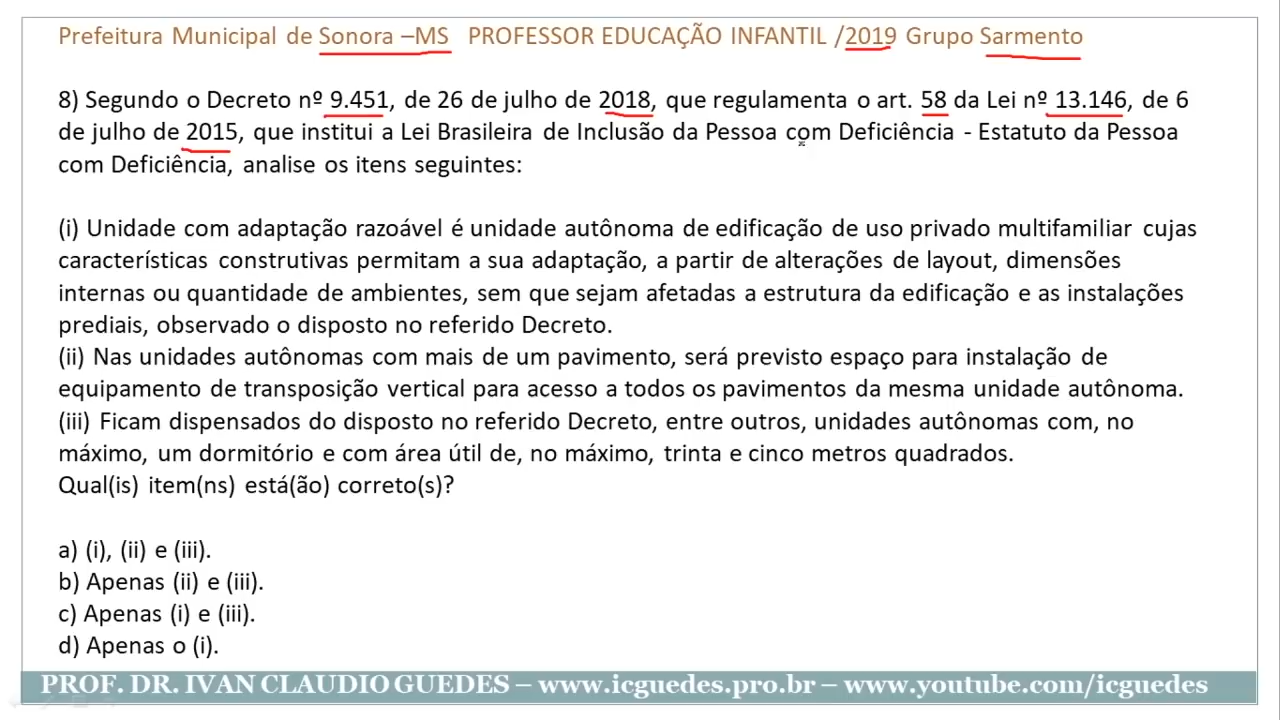 Prefeitura Municipal de Sonora –MS PROFESSOR EDUCAÇÃO INFANTIL /2019 Grupo Sarmento
8) Segundo o Decreto nº 9.451, de 26 de julho de 2018, que regulamenta o art. 58 da Lei nº 13.146, de 6
de julho de 2015, que institui a Lei Brasileira de Inclusão da Pessoa com Deficiência - Estatuto da Pessoa
com Deficiência, analise os itens seguintes:
(i) Unidade com adaptação razoável é unidade autônoma de edificação de uso privado multifamiliar cujas
características construtivas permitam a sua adaptação, a partir de alterações de layout, dimensões
internas ou quantidade de ambientes, sem que sejam afetadas a estrutura da edificação e as instalações
prediais, observado o disposto no referido Decreto.
(ii) Nas unidades autônomas com mais de um pavimento, será previsto espaço para instalação de
equipamento de transposição vertical para acesso a todos os pavimentos da mesma unidade autônoma.
(iii) Ficam dispensados do disposto no referido Decreto, entre outros, unidades autônomas com, no
máximo, um dormitório e com área útil de, no máximo, trinta e cinco metros quadrados.
Qual(is) item(ns) está(ão) correto(s)?
a) (i), (ii) e (iii).
b) Apenas (ii) e (iii).
c) Apenas (i) e (iii).
d) Apenas o (i).
PROF. DR. IVAN CLAUDIO GUEDES – www.icguedes.pro.br – www.youtube.com/icguedes